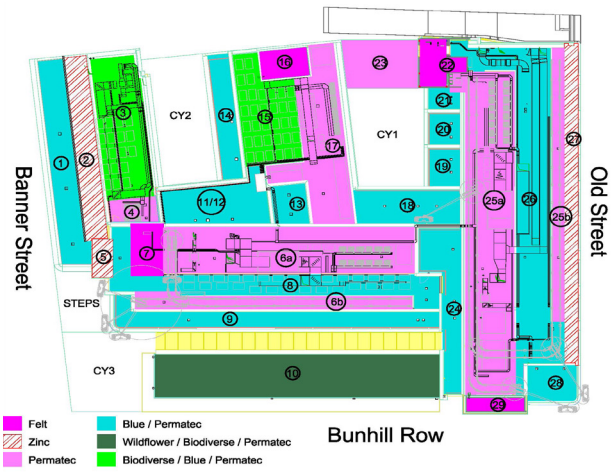 23
22
16
3
CY2
14
15
21
27
CY1
20
1
2
17
19
Banner Street
Old Street
4
11/12
13
18
25a
26
25b
5
7
6a
8
STEPS
6b
24
9
CY3
10
28
29
Felt
Blue / Permatec
Zinc
Wildflower / Biodiverse / Permatec
Permatec
Biodiverse / Blue / Permatec
Bunhill Row